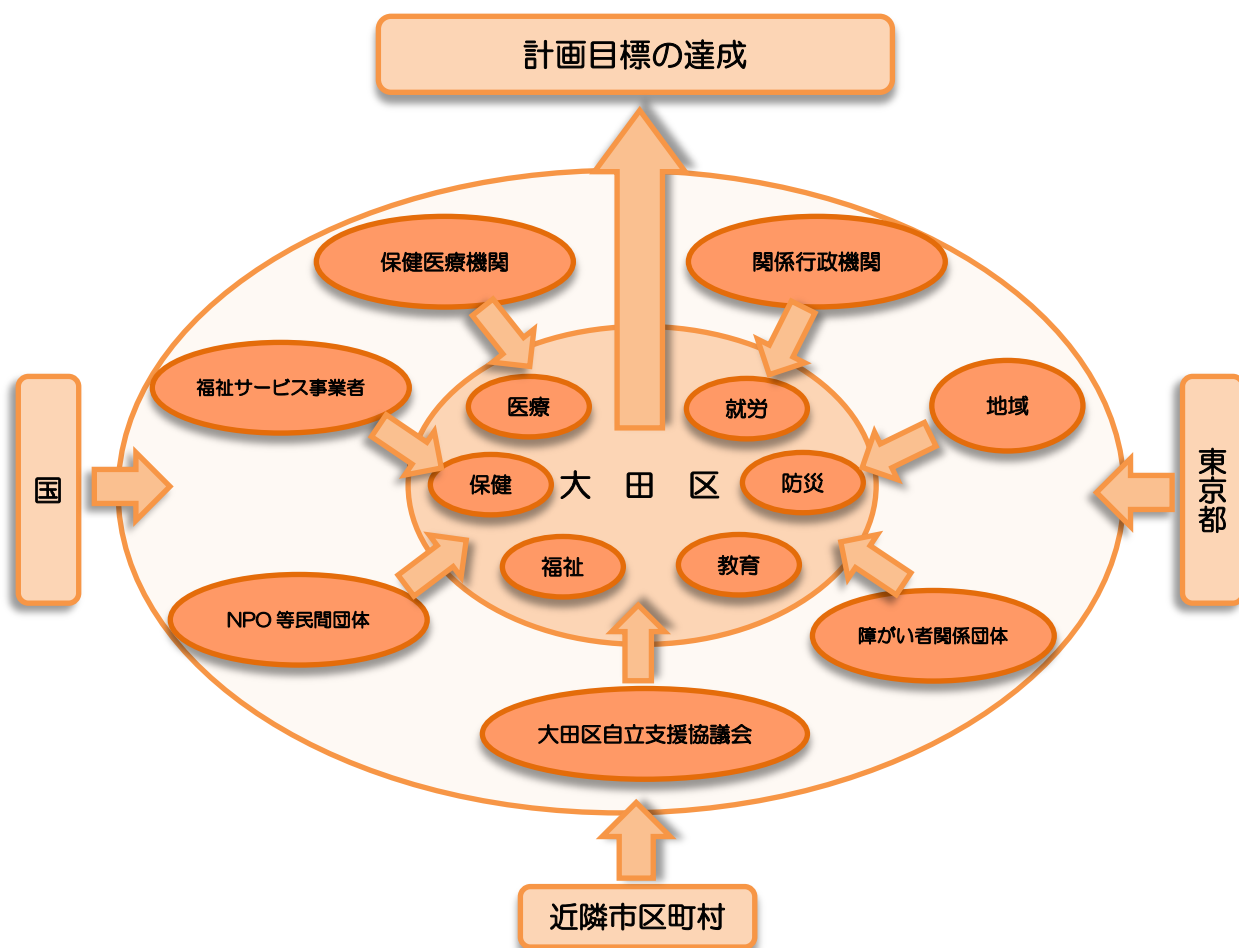 計画目標の達成
保健医療機関
関係行政機関
福祉サービス事業者
地域
医療
就労
国
保健
大田区
防災
東京都
福祉
教育
NPO 等民間団体
障がい者関係団体
大田区自立支援協議会
近隣市区町村